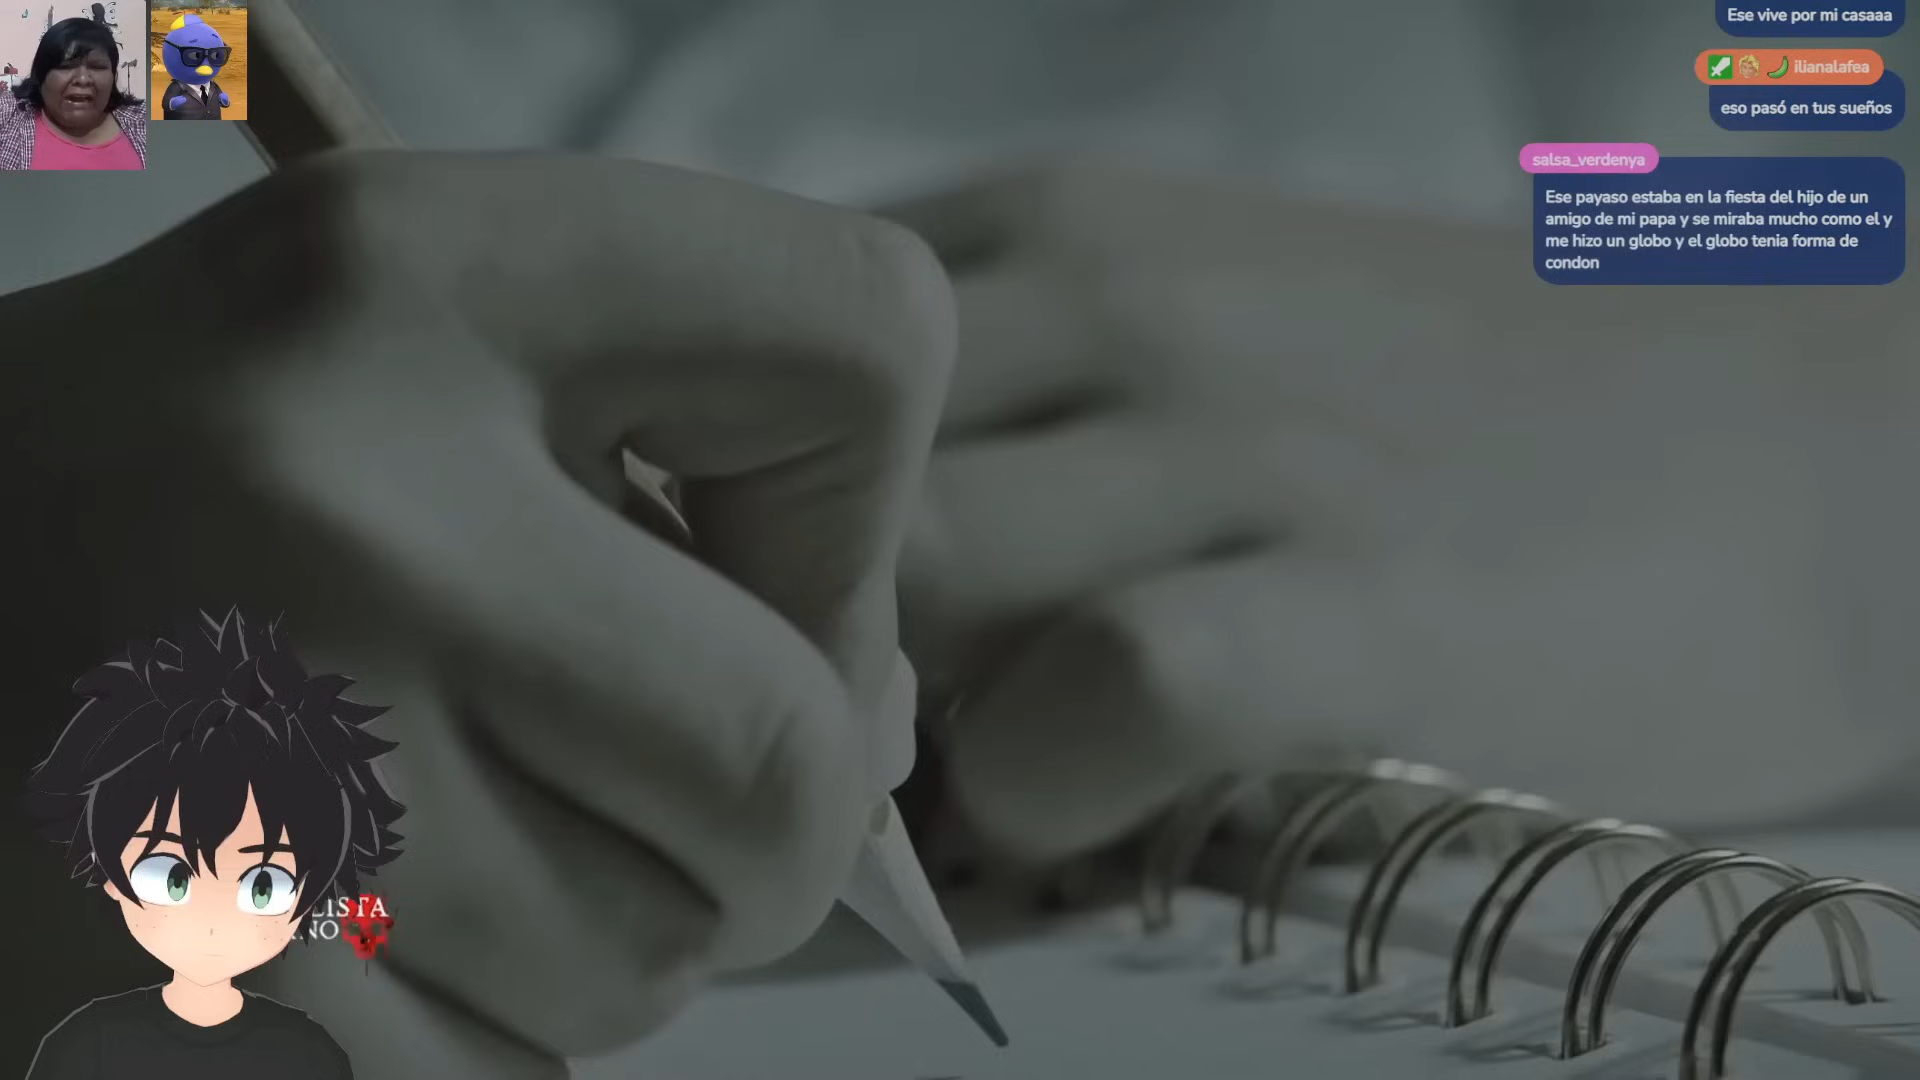 Ese vive por mi casaaa
ilianalafea
eso pasó en tus sueños
salsa_verdenya
Ese payaso estaba en la fiesta del hijo de un
amigo de mi papa y se miraba mucho como el y
me hizo un globo y el globo tenia forma de
condon
LISTA
NO